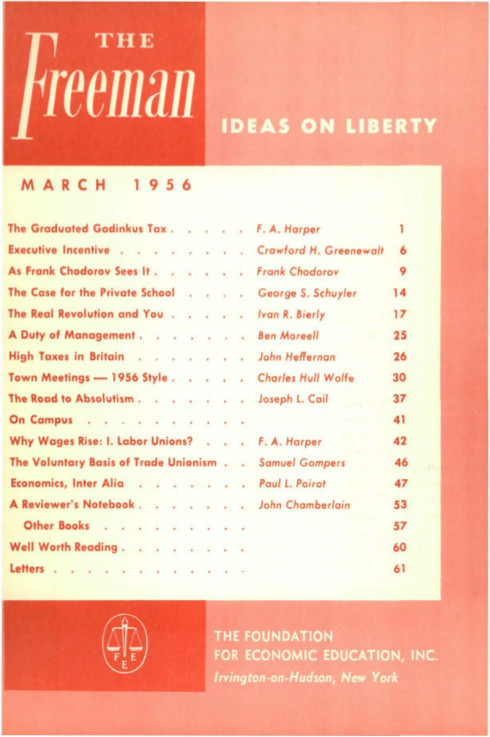 THE
Freeman
IDEAS ON LIBERTY
MARCH 1956
The Graduated Gadinkus Tax . . . . . F. A. Harper 1
Executive Incentive . . . . . . . . Crawford H. Greenewalt 6
As Frank Chodorov Sees It . . . . . . Frank Chodorov 9
The Case for the Private School . . . . George S. Schuyler 14
The Real Revolution and You . . . . . Ivan R. Bierly 17
A Duty of Management . . . . . . . Ben Moreell 25
High Taxes in Britain . . . . . . . John Heffernan 26
Town Meetings — 1956 Style . . . . . Charles Hull Wolfe 30
The Road to Absolutism . . . . . . . Joseph L. Cail 37
On Campus . . . . . . . . . . 41
Why Wages Rise: I. Labor Unions? . . . F. A. Harper 42
The Voluntary Basis of Trade Unionism . . Samuel Gompers 46
Economics, Inter Alia . . . . . . . Paul L. Poirot 47
A Reviewer's Notebook . . . . . . . John Chamberlain 53
Other Books . . . . . . . . . 57
Well Worth Reading . . . . . . . . 60
Letters . . . . . . . . . . . . 61
F E E
THE FOUNDATION
FOR ECONOMIC EDUCATION, INC.
Irvington-on-Hudson, New York